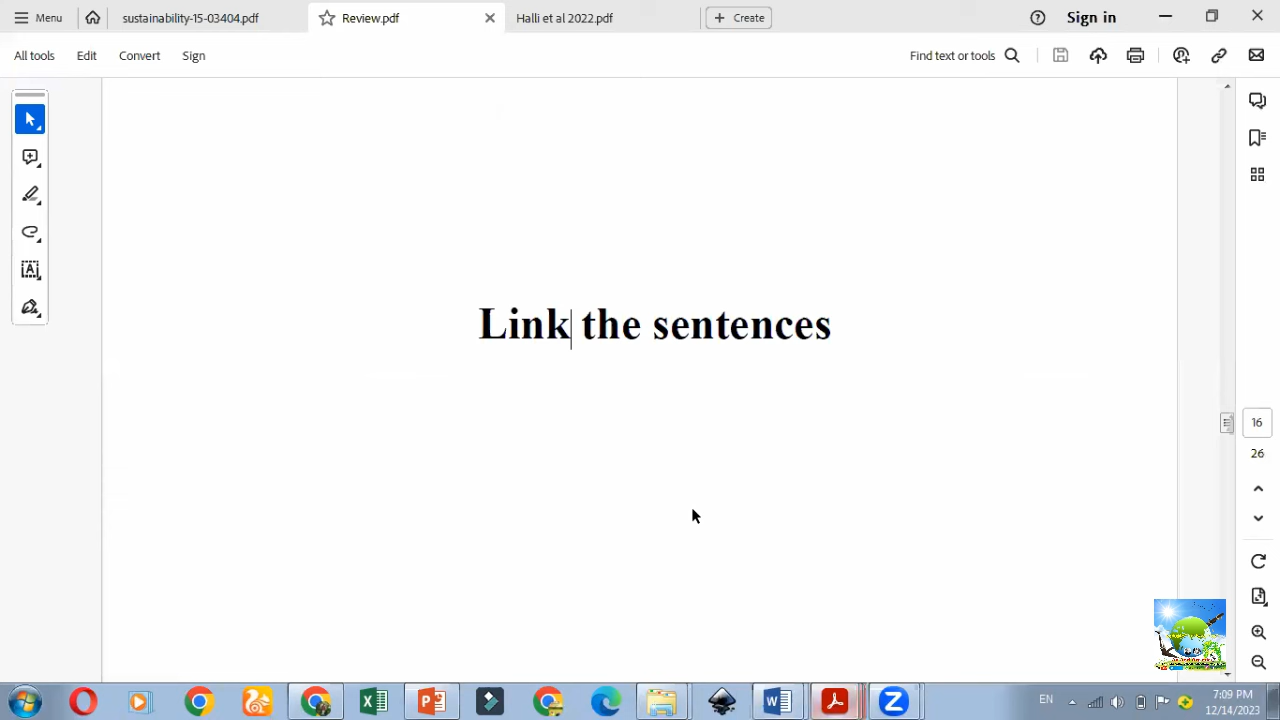 Menu sustainability-15-03404.pdf Review.pdf Halli et al 2022.pdf Create Sign in
All tools Edit Convert Sign Find text or tools
Link the sentences
16
26
EN 7:09 PM
12/14/2023